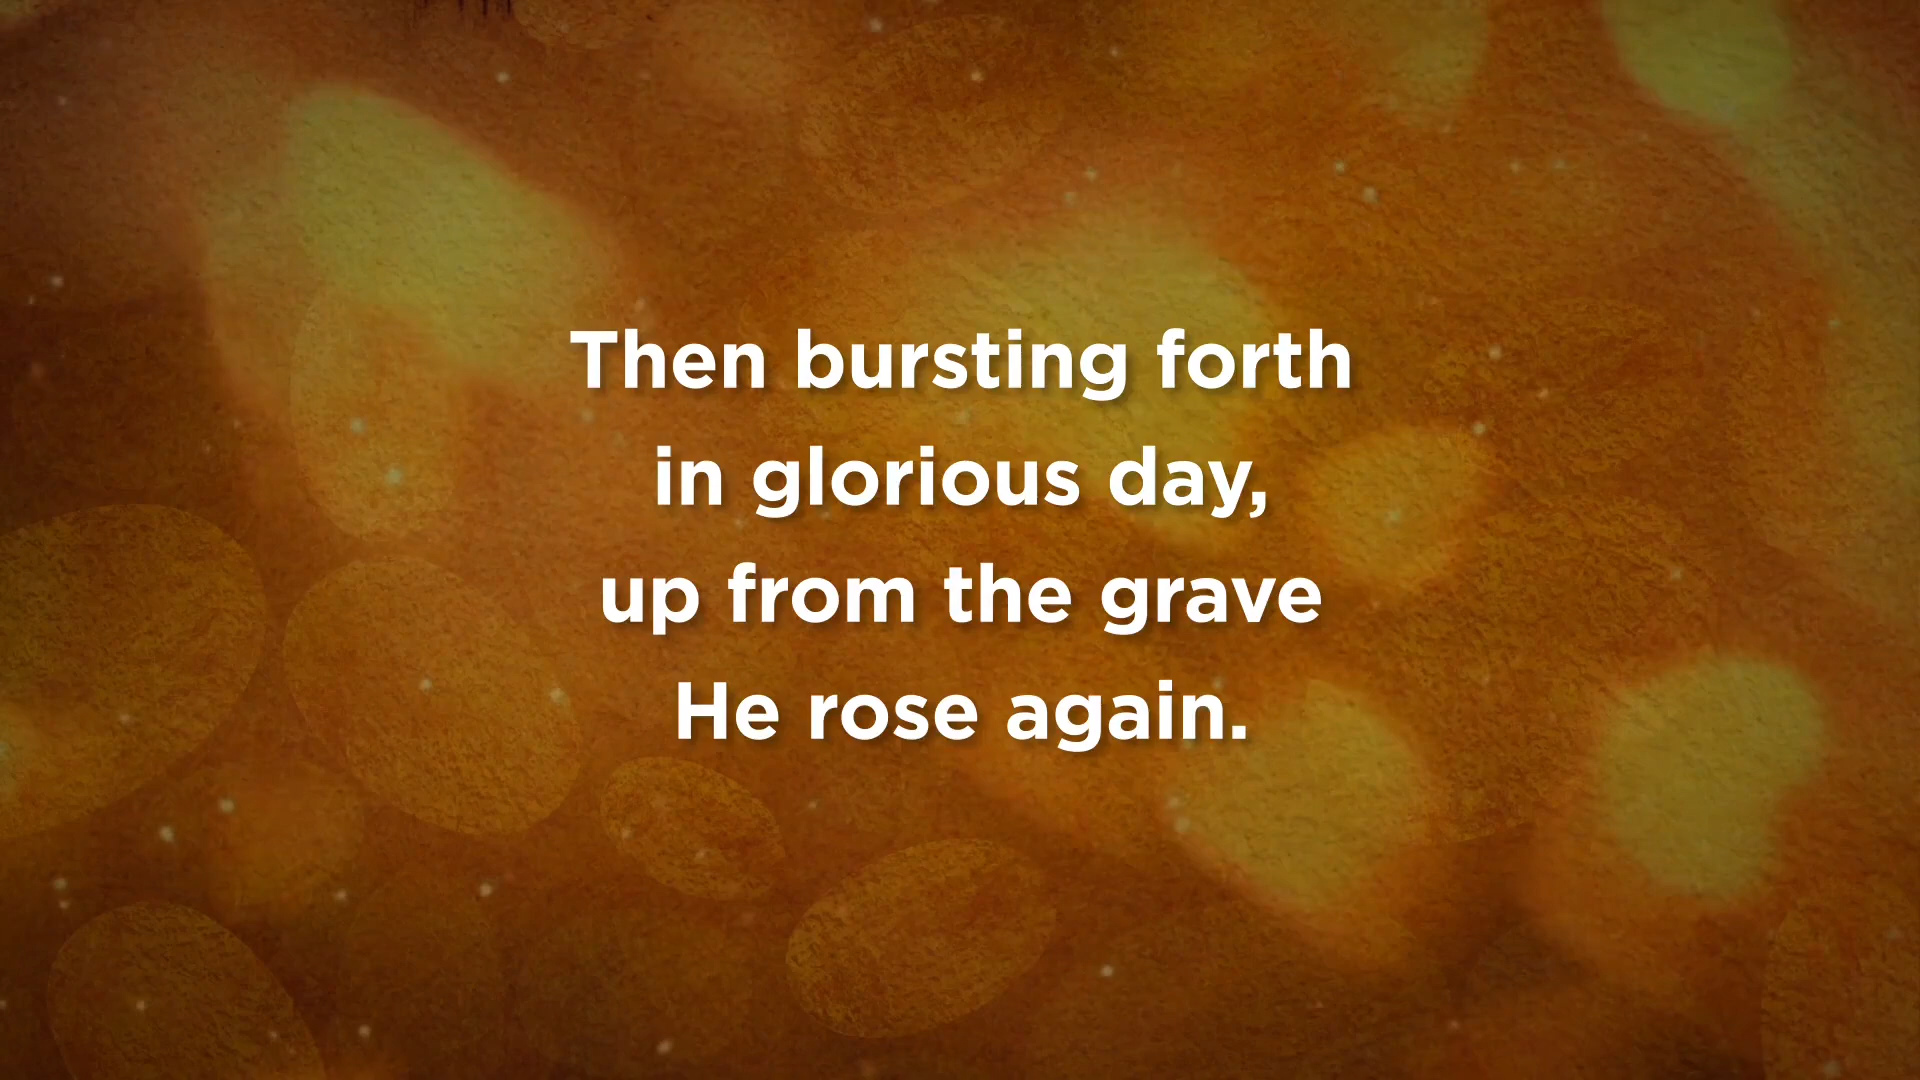 Then bursting forth
in glorious day,
up from the grave
He rose again.